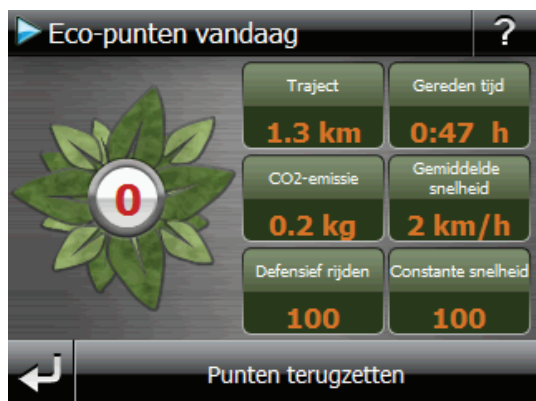 Eco-punten vandaag ?
Traject
1.3 km
Gereden tijd
0:47 h
0
CO2-emissie
0.2 kg
Gemiddelde
snelheid
2 km/h
Defensief rijden
100
Constante snelheid
100
Punten terugzetten